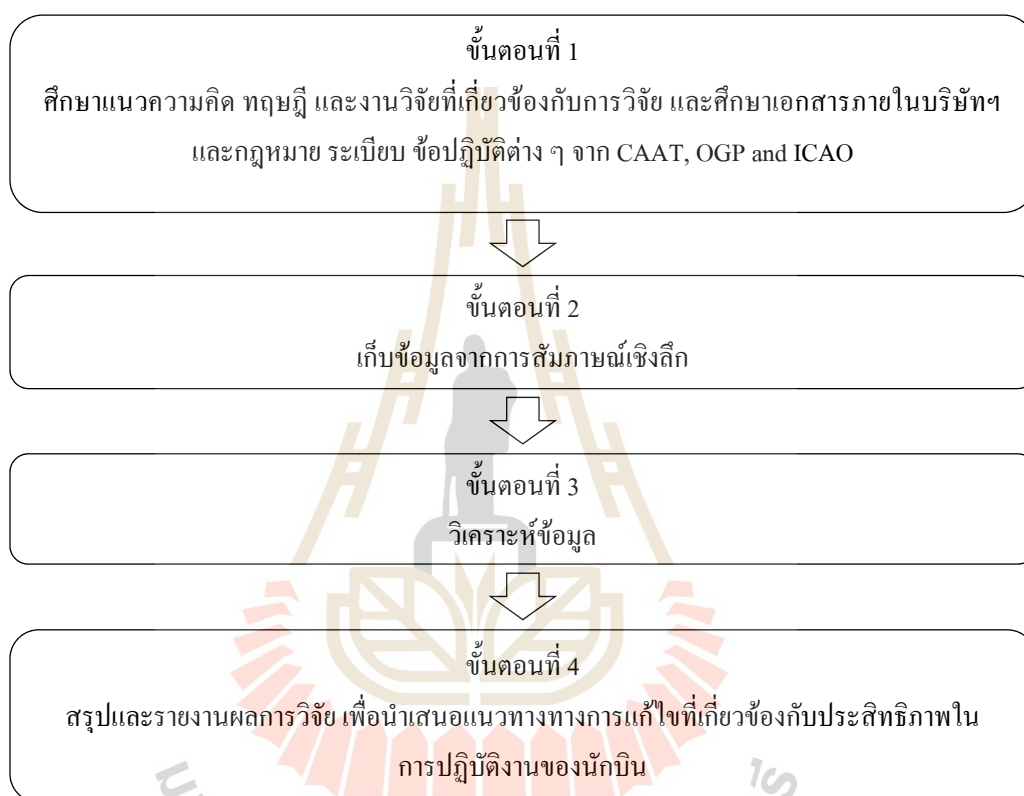 ขั้นตอนที่ 1
ศึกษาแนวความคิด ทฤษฎี และงานวิจัยที่เกี่ยวข้องกับการวิจัย และศึกษาเอกสารภายในบริษัทฯ
และกฎหมาย ระเบียบ ข้อปฏิบัติต่าง ๆ จาก CAAT, OGP and ICAO
ขั้นตอนที่ 2
เก็บข้อมูลจากการสัมภาษณ์เชิงลึก
ขั้นตอนที่ 3
วิเคราะห์ข้อมูล
ขั้นตอนที่ 4
สรุปและรายงานผลการวิจัย เพื่อนำเสนอแนวทางทางการแก้ไขที่เกี่ยวข้องกับประสิทธิภาพใน
การปฏิบัติงานของนักบิน